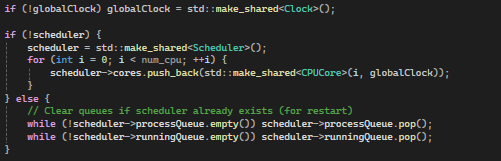 if (!globalClock) globalClock = std::make_shared<Clock>();
if (!scheduler) {
scheduler = std::make_shared<Scheduler>();
for (int i = 0; i < num_cpu; ++i) {
scheduler->cores.push_back(std::make_shared<CPUCore>(i, globalClock));
}
} else {
// Clear queues if scheduler already exists (for restart)
while (!scheduler->processQueue.empty()) scheduler->processQueue.pop();
while (!scheduler->runningQueue.empty()) scheduler->runningQueue.pop();
}